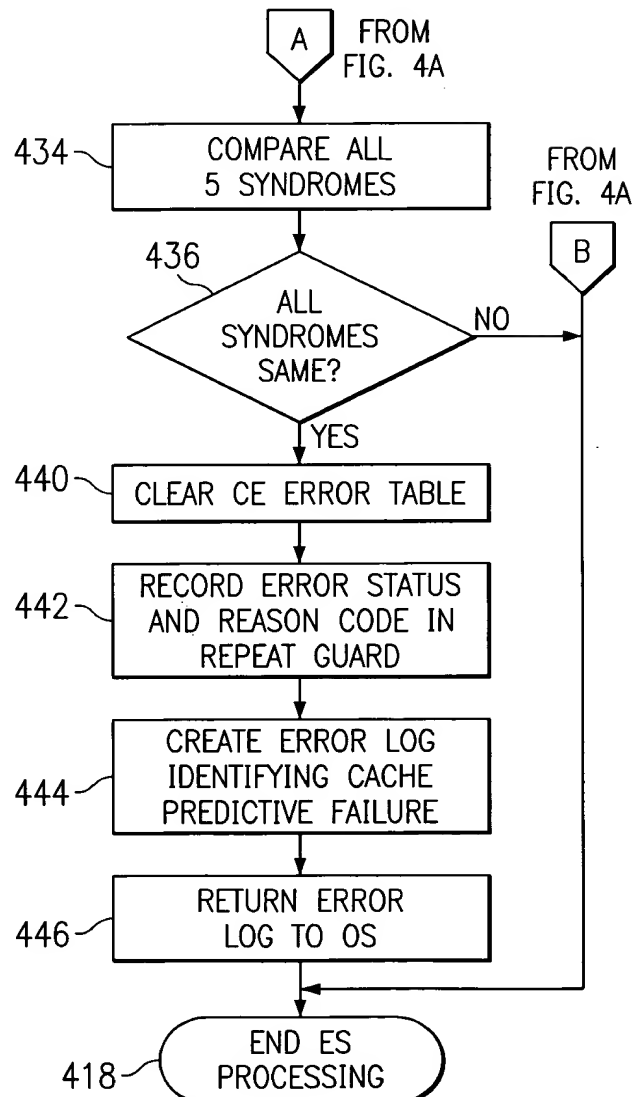 A
FROM
FIG. 4A
434
COMPARE ALL
5 SYNDROMES
FROM
FIG. 4A
B
436
ALL
SYNDROMES
SAME?
NO
YES
440
CLEAR CE ERROR TABLE
442
RECORD ERROR STATUS
AND REASON CODE IN
REPEAT GUARD
444
CREATE ERROR LOG
IDENTIFYING CACHE
PREDICTIVE FAILURE
446
RETURN ERROR
LOG TO OS
418
END ES
PROCESSING